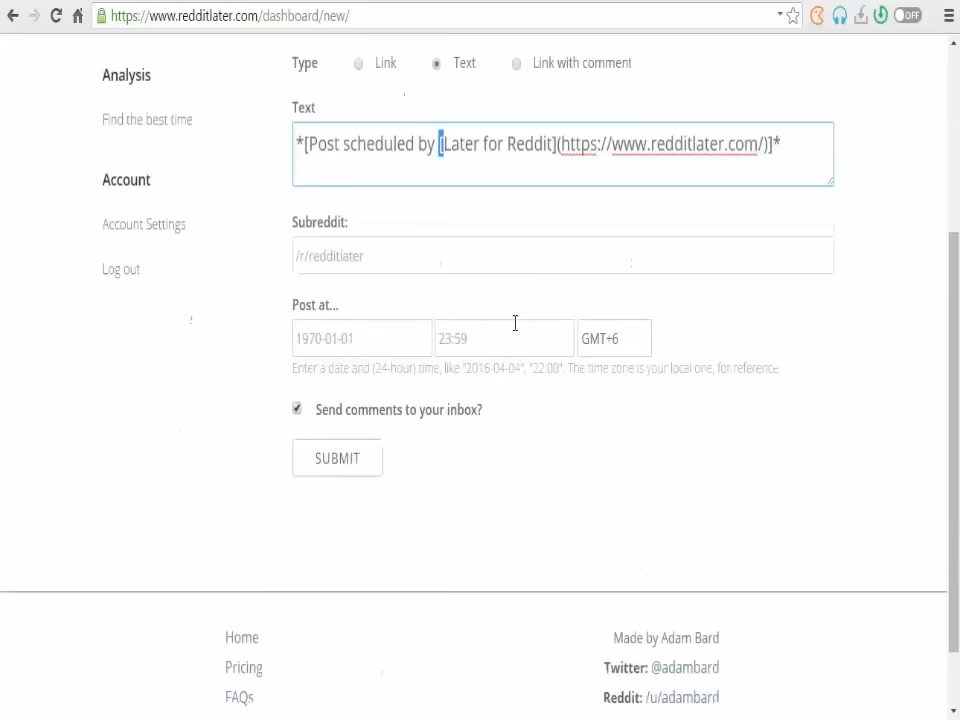 https://www.redditlater.com/dashboard/new/
OFF
Analysis
Find the best time
Account
Account Settings
Log out
Type Link Text Link with comment
Text
*[Post scheduled by [Later for Reddit](https://www.redditlater.com/)]*
Subreddit:
/r/redditlater
Post at...
1970-01-01 23:59 GMT+6
Enter a date and (24-hour) time, like "2016-04-04", "22:00". The time zone is your local one, for reference.
Send comments to your inbox?
SUBMIT
Home
Pricing
FAQs
Made by Adam Bard
Twitter: @adambard
Reddit: /u/adambard